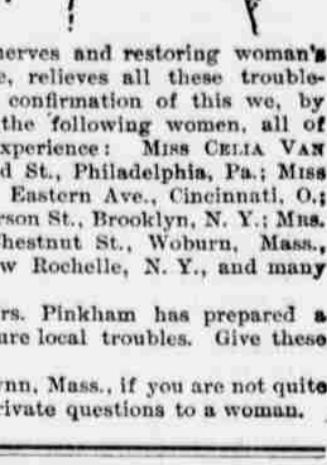 nerves and restoring woman's
e, relieves all these trouble-
confirmation of this we, by
the following women, all of
xperience: MISS CELIA VAN
d St., Philadelphia, Pa.; MISS
Eastern Ave., Cincinnati, O.;
rson St., Brooklyn, N. Y.; MRS.
hestnut St., Woburn, Mass.,
w Rochelle, N. Y., and many
rs. Pinkham has prepared a
ure local troubles. Give these
ynn, Mass., if you are not quite
rivate questions to a woman.